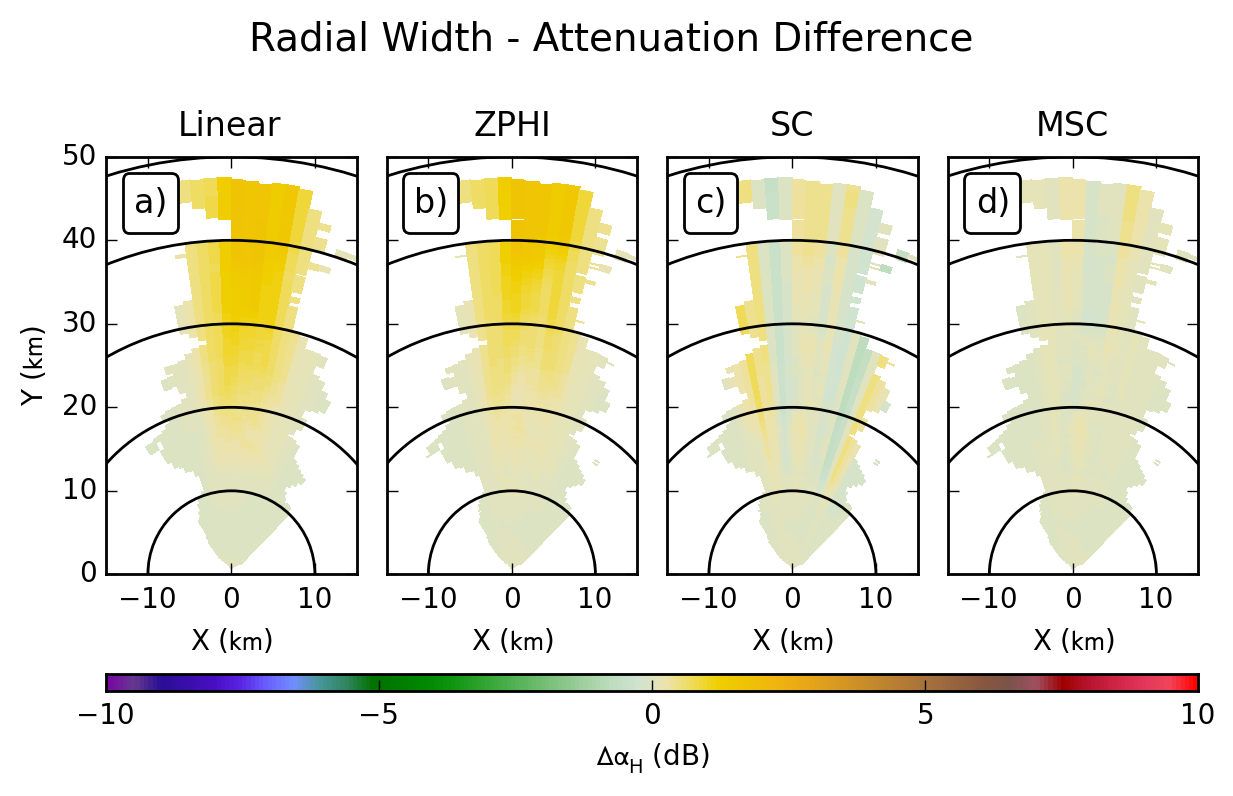 Radial Width - Attenuation Difference
Linear ZPHI SC MSC
a) b) c) d)
50
40
30
20
10
0
Y (km)
−10 0 10 −10 0 10 −10 0 10 −10 0 10
X (km) X (km) X (km) X (km)
−10 −5 0 5 10
ΔαH (dB)